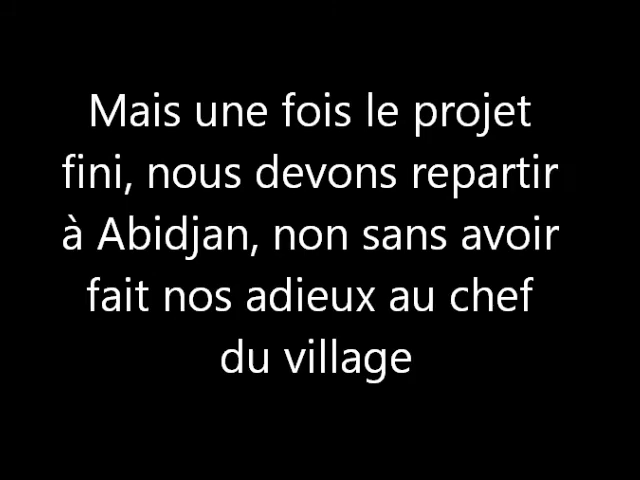 Mais une fois le projet
fini, nous devons repartir
à Abidjan, non sans avoir
fait nos adieux au chef
du village